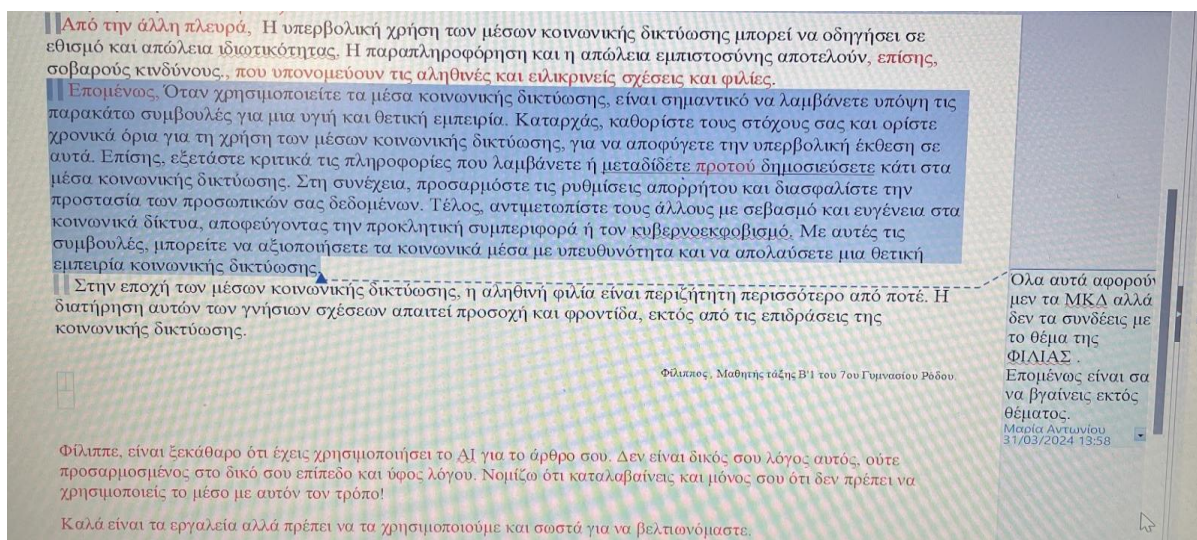 Από την άλλη πλευρά, Η υπερβολική χρήση των μέσων κοινωνικής δικτύωσης μπορεί να οδηγήσει σε
εθισμό και απώλεια ιδιωτικότητας. Η παραπληροφόρηση και η απώλεια εμπιστοσύνης αποτελούν, επίσης,
σοβαρούς κινδύνους., που υπονομεύουν τις αληθινές και ειλικρινείς σχέσεις και φιλίες.
Επομένως, Όταν χρησιμοποιείτε τα μέσα κοινωνικής δικτύωσης, είναι σημαντικό να λαμβάνετε υπόψη τις
παρακάτω συμβουλές για μια υγιή και θετική εμπειρία. Καταρχάς, καθορίστε τους στόχους σας και ορίστε
χρονικά όρια για τη χρήση των μέσων κοινωνικής δικτύωσης, για να αποφύγετε την υπερβολική έκθεση σε
αυτά. Επίσης, εξετάστε κριτικά τις πληροφορίες που λαμβάνετε ή μεταδίδετε προτού δημοσιεύσετε κάτι στα
μέσα κοινωνικής δικτύωσης. Στη συνέχεια, προσαρμόστε τις ρυθμίσεις απορρήτου και διασφαλίστε την
προστασία των προσωπικών σας δεδομένων. Τέλος, αντιμετωπίστε τους άλλους με σεβασμό και ευγένεια στα
κοινωνικά δίκτυα, αποφεύγοντας την προκλητική συμπεριφορά ή τον κυβερνοεκφοβισμό. Με αυτές τις
συμβουλές, μπορείτε να αξιοποιήσετε τα κοινωνικά μέσα με υπευθυνότητα και να απολαύσετε μια θετική
εμπειρία κοινωνικής δικτύωσης.
Στην εποχή των μέσων κοινωνικής δικτύωσης, η αληθινή φιλία είναι περιζήτητη περισσότερο από ποτέ. Η
διατήρηση αυτών των γνήσιων σχέσεων απαιτεί προσοχή και φροντίδα, εκτός από τις επιδράσεις της
κοινωνικής δικτύωσης.
Φίλιππος , Μαθητής τάξης Β'1 του 7ου Γυμνασίου Ρόδου.
Όλα αυτά αφορούν
μεν τα ΜΚΔ αλλά
δεν τα συνδέεις με
το θέμα της
ΦΙΛΙΑΣ .
Επομένως είναι σα
να βγαίνεις εκτός
θέματος.
Μαρία Αντωνίου
31/03/2024 13:58
Φίλιππε, είναι ξεκάθαρο ότι έχεις χρησιμοποιήσει το AI για το άρθρο σου. Δεν είναι δικός σου λόγος αυτός, ούτε
προσαρμοσμένος στο δικό σου επίπεδο και ύφος λόγου. Νομίζω ότι καταλαβαίνεις και μόνος σου ότι δεν πρέπει να
χρησιμοποιείς το μέσο με αυτόν τον τρόπο!
Καλά είναι τα εργαλεία αλλά πρέπει να τα χρησιμοποιούμε και σωστά για να βελτιωνόμαστε.